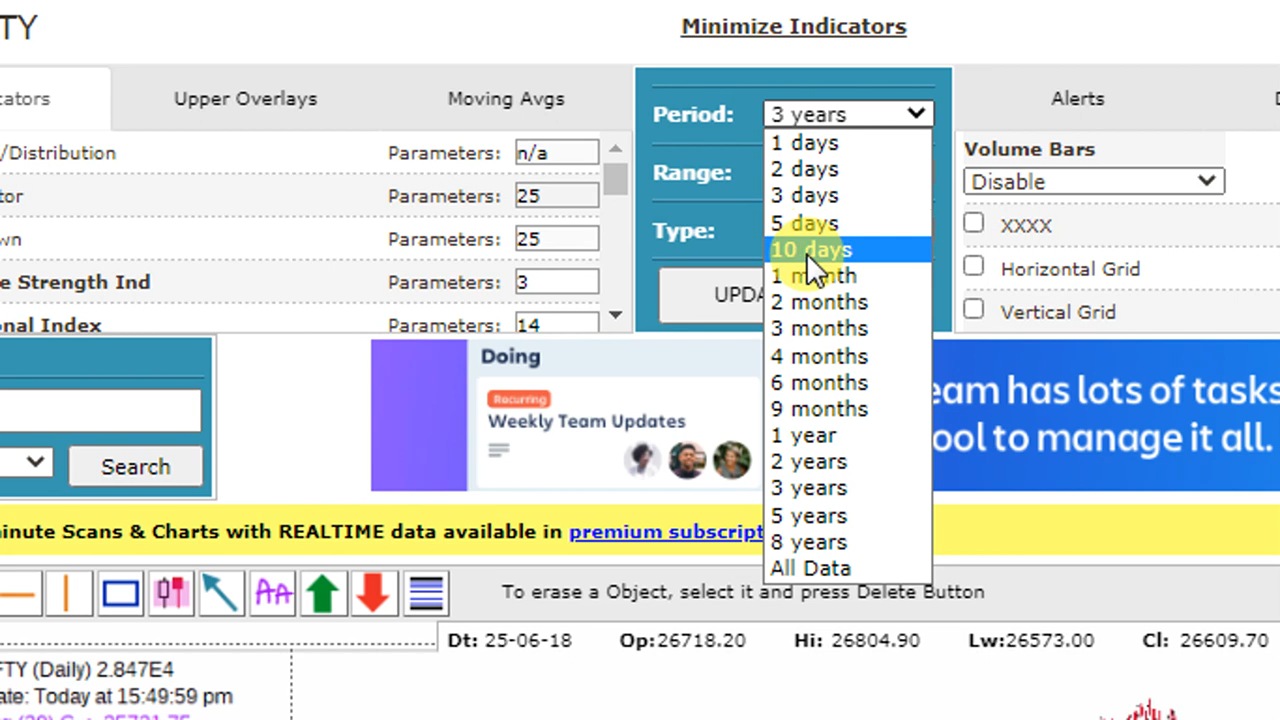 TY
Minimize Indicators
cators
Upper Overlays
Moving Avgs
Period:
3 years
Alerts
/Distribution
Parameters:
n/a
tor
Parameters:
25
wn
Parameters:
25
e Strength Ind
Parameters:
3
onal Index
Parameters:
14
Range:
Type:
UPDA
1 days
2 days
3 days
5 days
10 days
1 month
2 months
3 months
4 months
6 months
9 months
1 year
2 years
3 years
5 years
8 years
All Data
Volume Bars
Disable
XXXX
Horizontal Grid
Vertical Grid
Search
Doing
Recurring
Weekly Team Updates
eam has lots of tasks
ool to manage it all.
inute Scans & Charts with REALTIME data available in premium subscript
AA
To erase a Object, select it and press Delete Button
Dt: 25-06-18 Op:26718.20 Hi: 26804.90 Lw:26573.00 Cl: 26609.70
FTY (Daily) 2.847E4
ate: Today at 15:49:59 pm